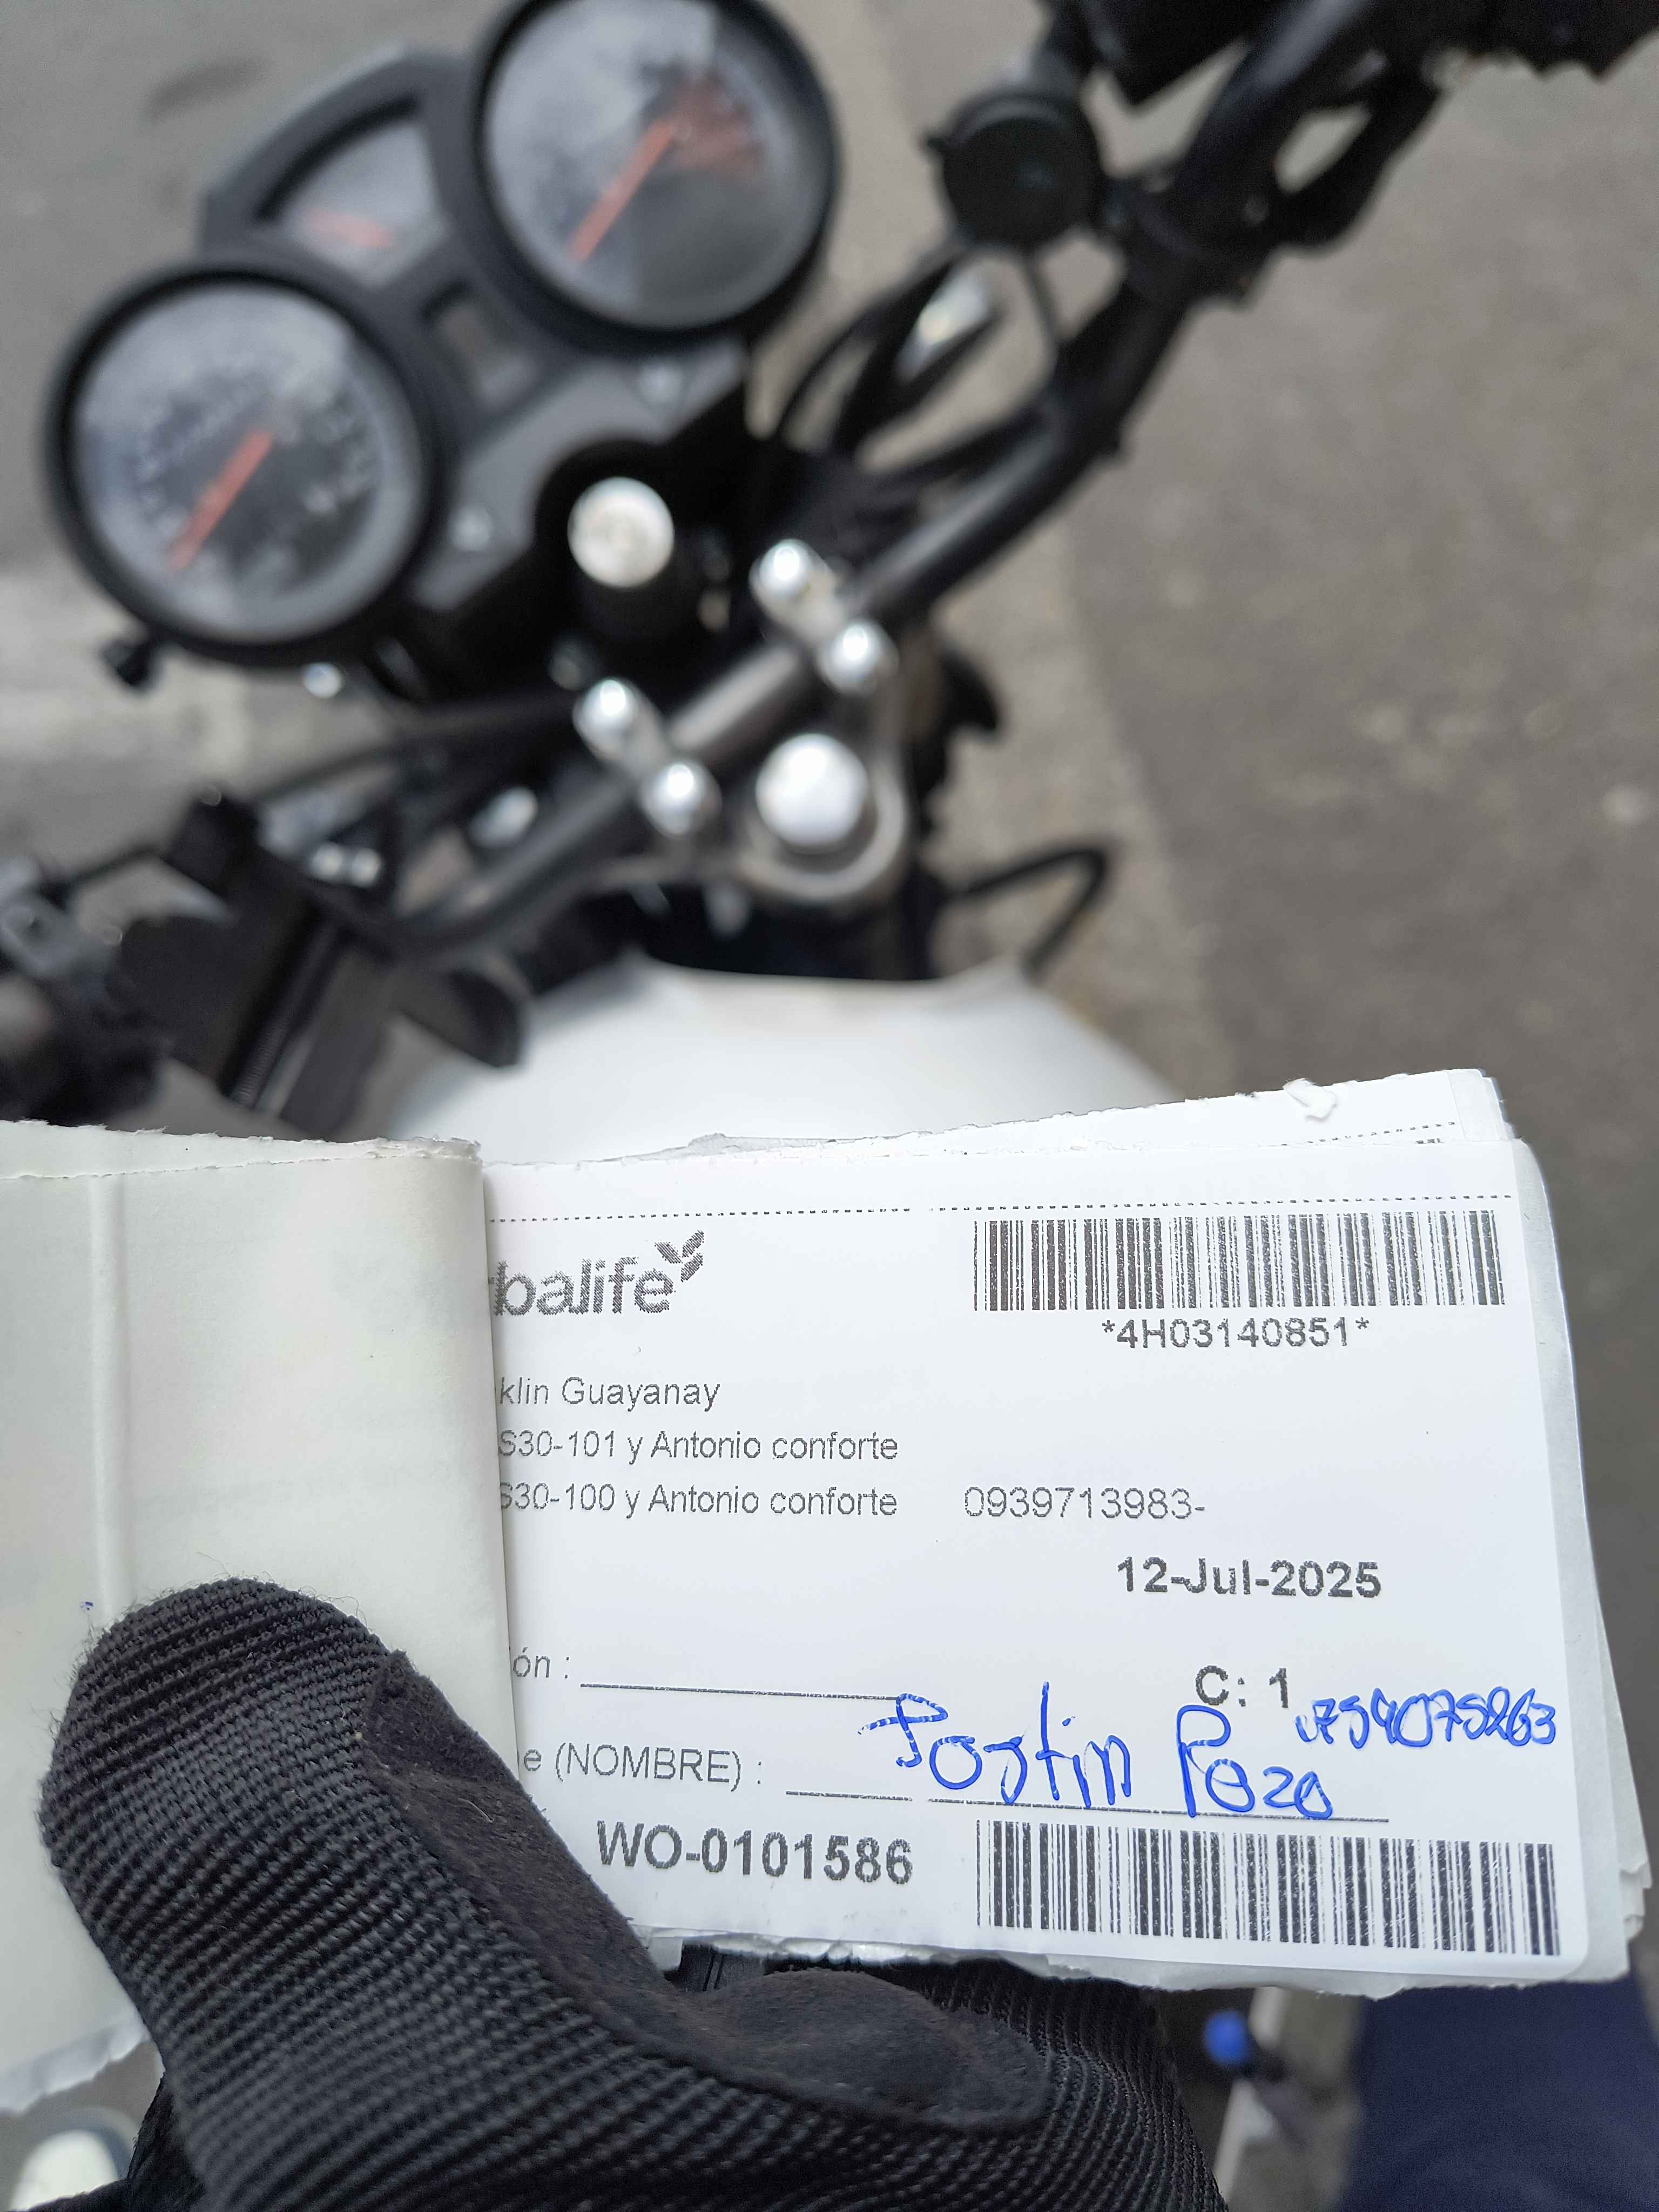 balife
*4H03140851*
klin Guayanay
S30-101 y Antonio conforte
S30-100 y Antonio conforte 0939713983-
12-Jul-2025
ón :
C: 1
e (NOMBRE) : Postin Pozo
WO-0101586